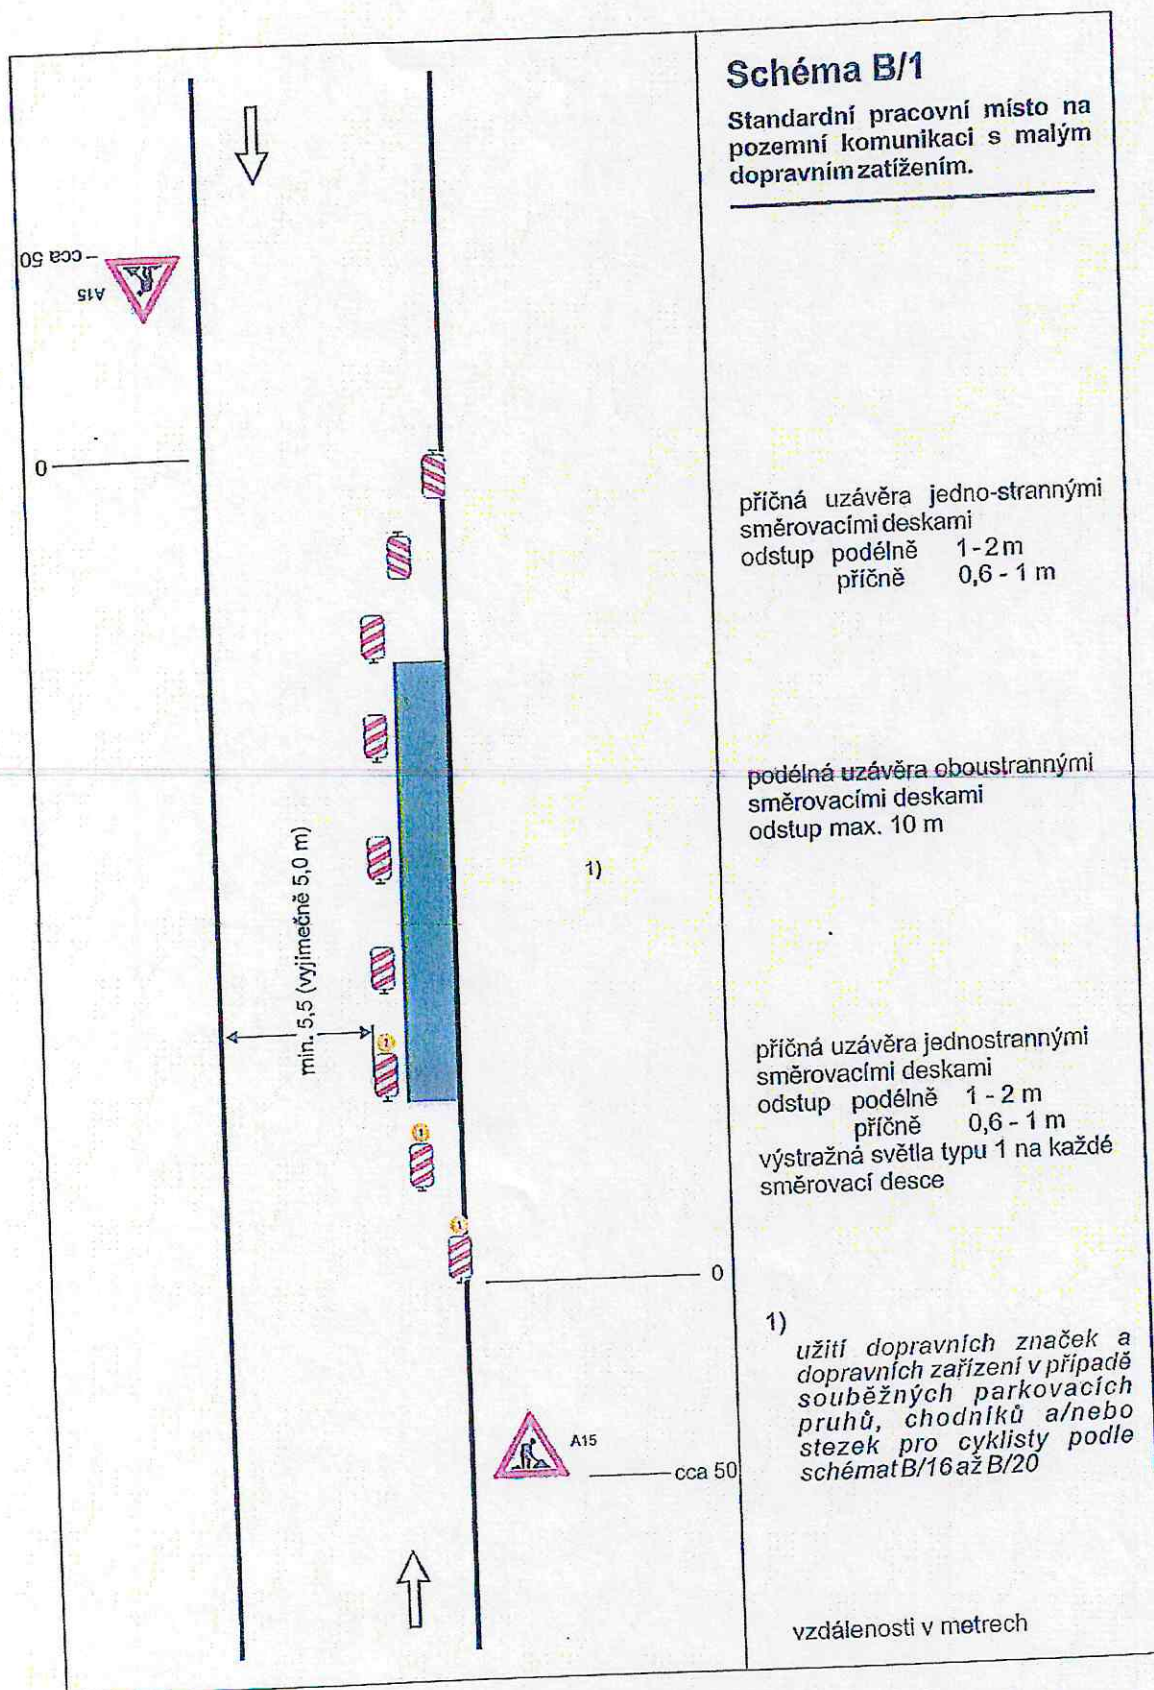 Schéma B/1
Standardní pracovní místo na
pozemní komunikaci s malým
dopravním zatížením.
cca 50
A15
0
příčná uzávěra jedno-strannými
směrovacími deskami
odstup podélně 1-2 m
příčně 0,6 - 1 m
podélná uzávěra oboustrannými
směrovacími deskami
odstup max. 10 m
1)
min. 5,5 (vyjímečně 5,0 m)
1
příčná uzávěra jednostrannými
směrovacími deskami
odstup podélně 1 - 2 m
příčně 0,6 - 1 m
výstražná světla typu 1 na každé
směrovací desce
1
1
0
1)
užití dopravních značek a
dopravních zařízení v případě
souběžných parkovacích
pruhů, chodníků a/nebo
stezek pro cyklisty podle
schémat B/16 až B/20
A15
cca 50
vzdálenosti v metrech